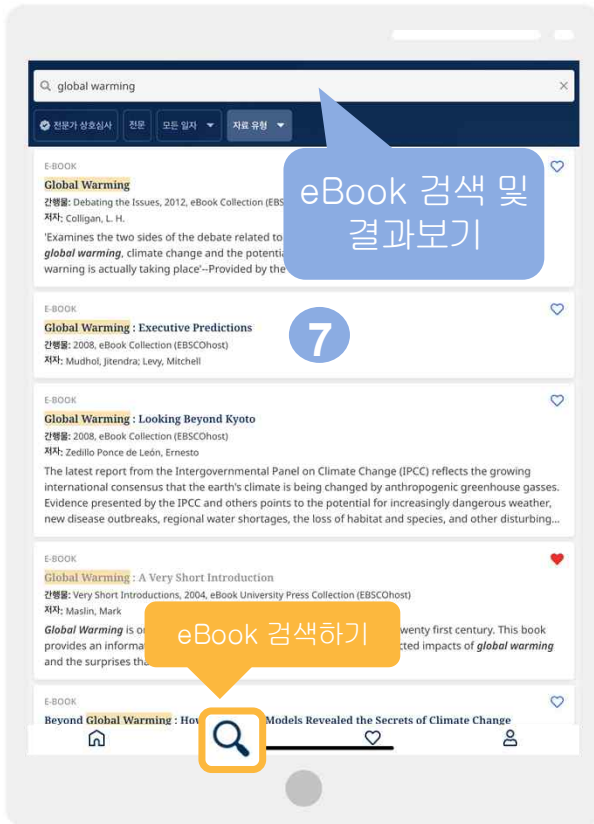 global warming
전문가 상호심사 전문 모든 일자 자료 유형
eBook 검색 및
결과보기
E-BOOK
Global Warming
간행물: Debating the Issues, 2012, eBook Collection
저자: Colligan, L. H.
'Examines the two sides of the debate related to
global warming, climate change and the
warning is actually taking place'--Provided by the
7
E-BOOK
Global Warming : Executive Predictions
간행물: 2008, eBook Collection (EBSCOhost)
저자: Mudhol, Jitendra; Levy, Mitchell
E-BOOK
Global Warming : Looking Beyond Kyoto
간행물: 2008, eBook Collection (EBSCOhost)
저자: Zedillo Ponce de León, Ernesto
The latest report from the Intergovernmental Panel on Climate Change (IPCC) reflects the growing
international consensus that the earth's climate is being changed by anthropogenic greenhouse gasses.
Evidence presented by the IPCC and others points to the potential for increasingly dangerous weather,
new disease outbreaks, regional water shortages, the loss of habitat and species, and other disturbing...
E-BOOK
Global Warming : A Very Short Introduction
간행물: Very Short Introductions, 2004, eBook University Press Collection (EBSCOhost)
저자: Maslin, Mark
eBook 검색하기
Global Warming is twenty first century. This book
provides an impacts of global warming
and the surprises
E-BOOK
Beyond Global Warming : Models Revealed the Secrets of Climate Change